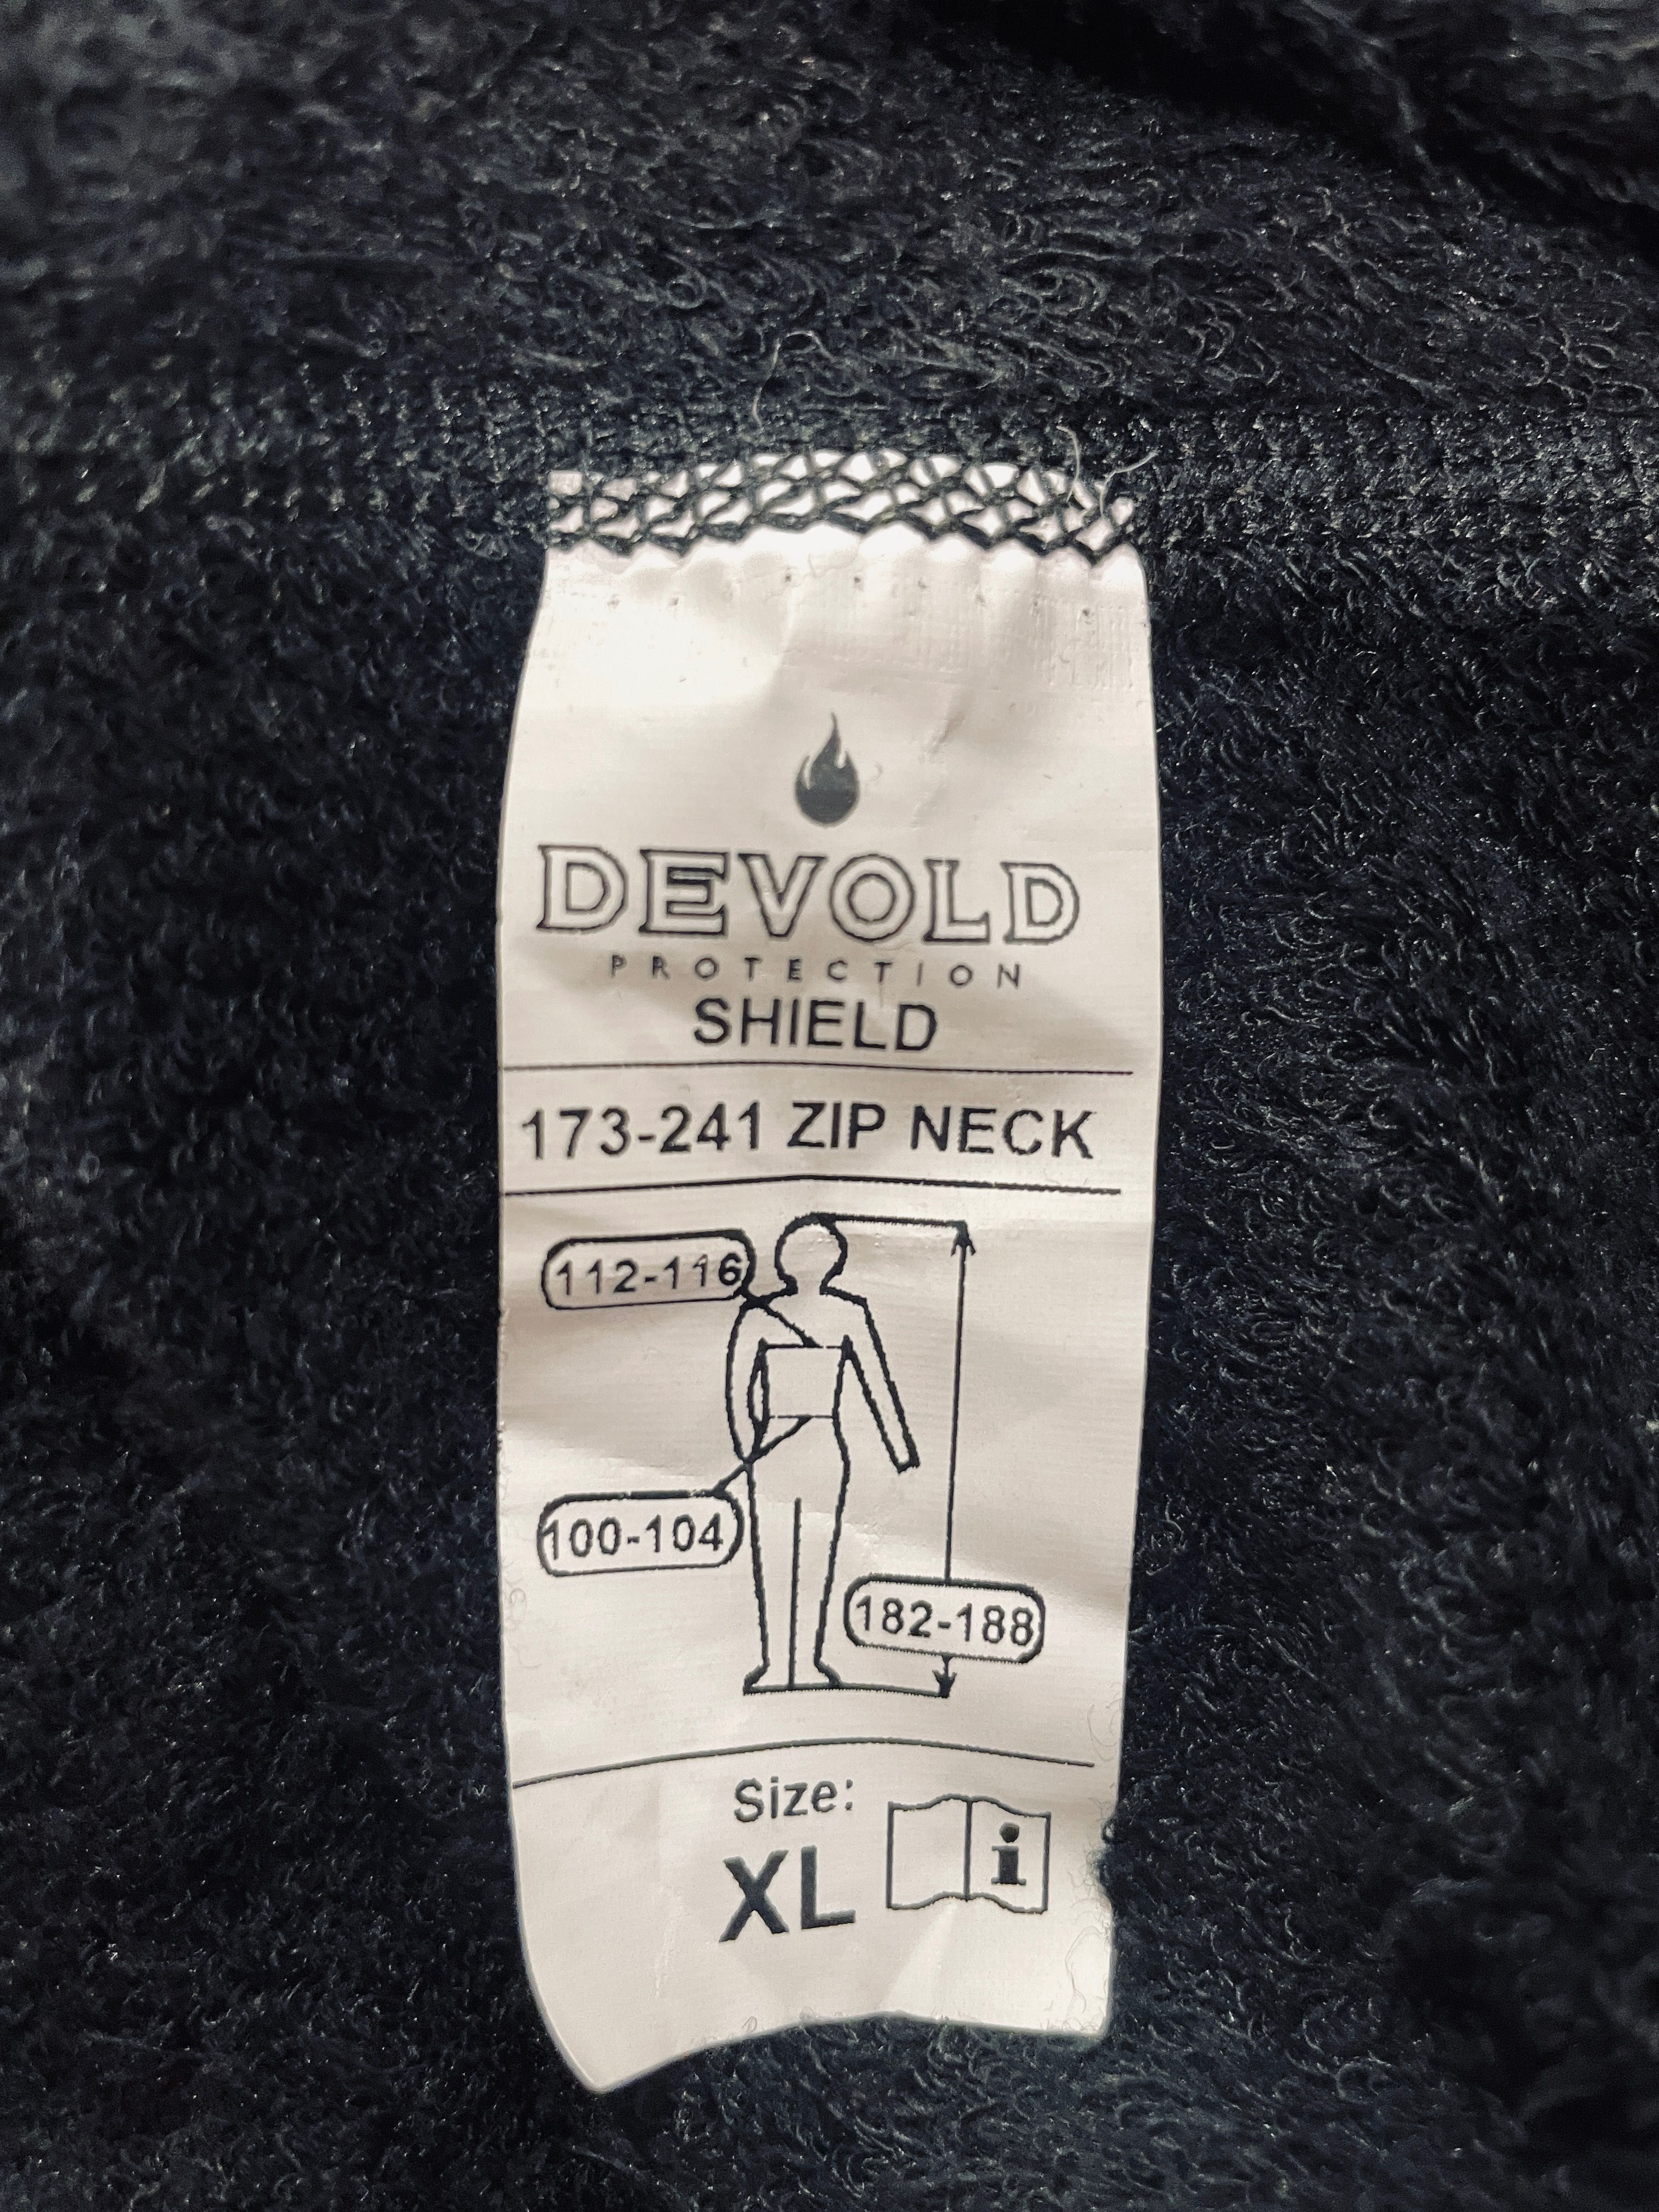 DEVOLD
PROTECTION
SHIELD
173-241 ZIP NECK
112-116
100-104
182-188
Size:
XL
i